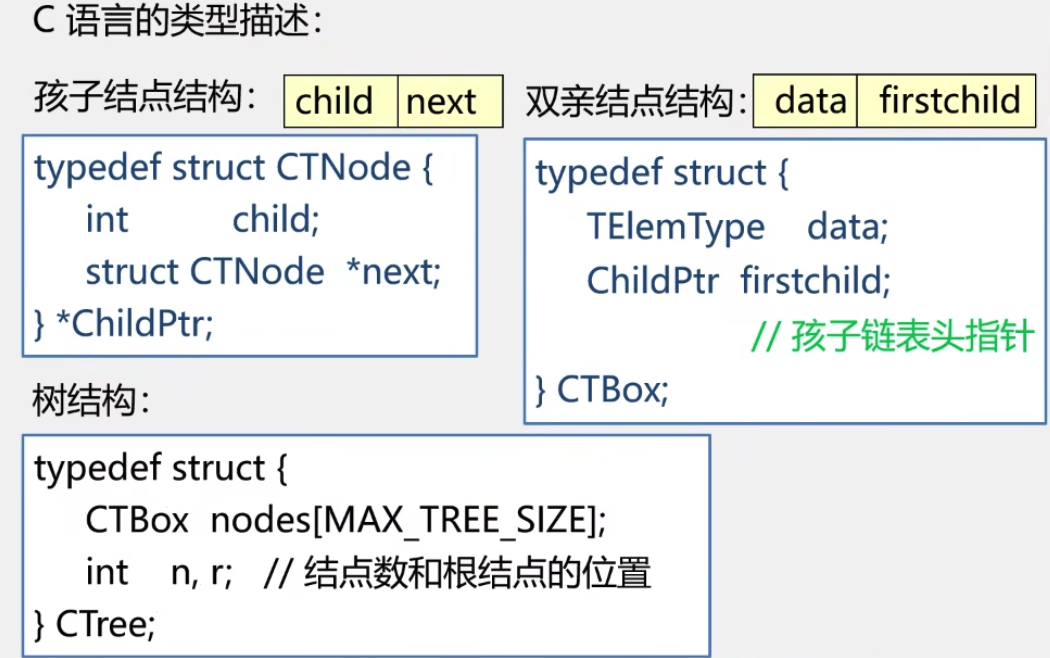 C 语言的类型描述：
孩子结点结构： child next
双亲结点结构： data firstchild
typedef struct CTNode {
int child;
struct CTNode *next;
} *ChildPtr;
typedef struct {
TElemType data;
ChildPtr firstchild;
// 孩子链表头指针
} CTBox;
树结构：
typedef struct {
CTBox nodes[MAX_TREE_SIZE];
int n, r; // 结点数和根结点的位置
} CTree;